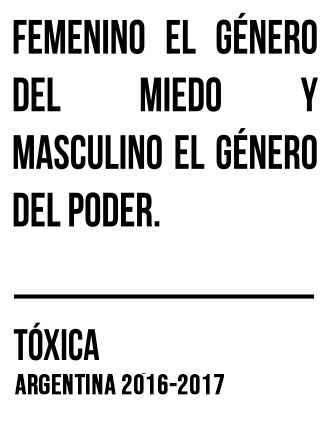 FEMENINO EL GÉNERO
DEL MIEDO Y
MASCULINO EL GÉNERO
DEL PODER.
TÓXICA
ARGENTINA 2016-2017